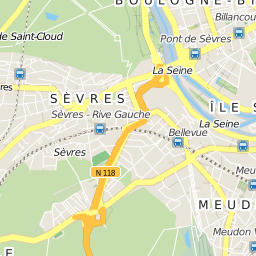 BOULOGNE-BI
Billancou
de Saint-Cloud
Pont de Sèvres
La Seine
SÈVRES
ÎLE S
Sèvres - Rive Gauche
La Seine
Bellevue
Sèvres
N 118
Meu
MEUD
Meudon V